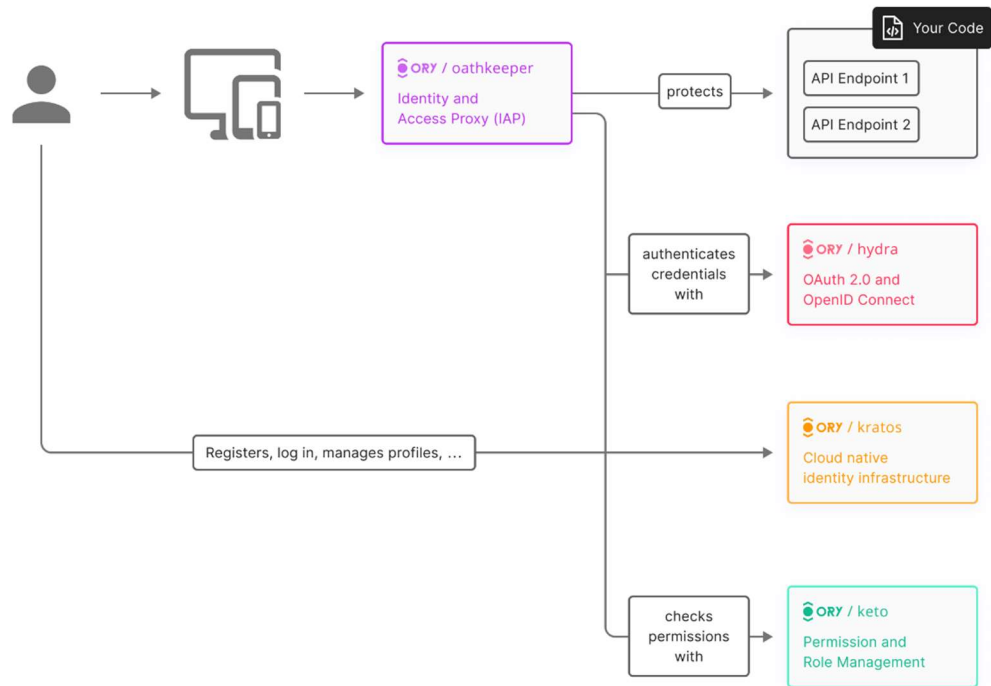 Your Code
ORY / oathkeeper
Identity and
Access Proxy (IAP)
protects
API Endpoint 1
API Endpoint 2
authenticates
credentials
with
ORY / hydra
OAuth 2.0 and
OpenID Connect
Registers, log in, manages profiles, ...
ORY / kratos
Cloud native
identity infrastructure
checks
permissions
with
ORY / keto
Permission and
Role Management